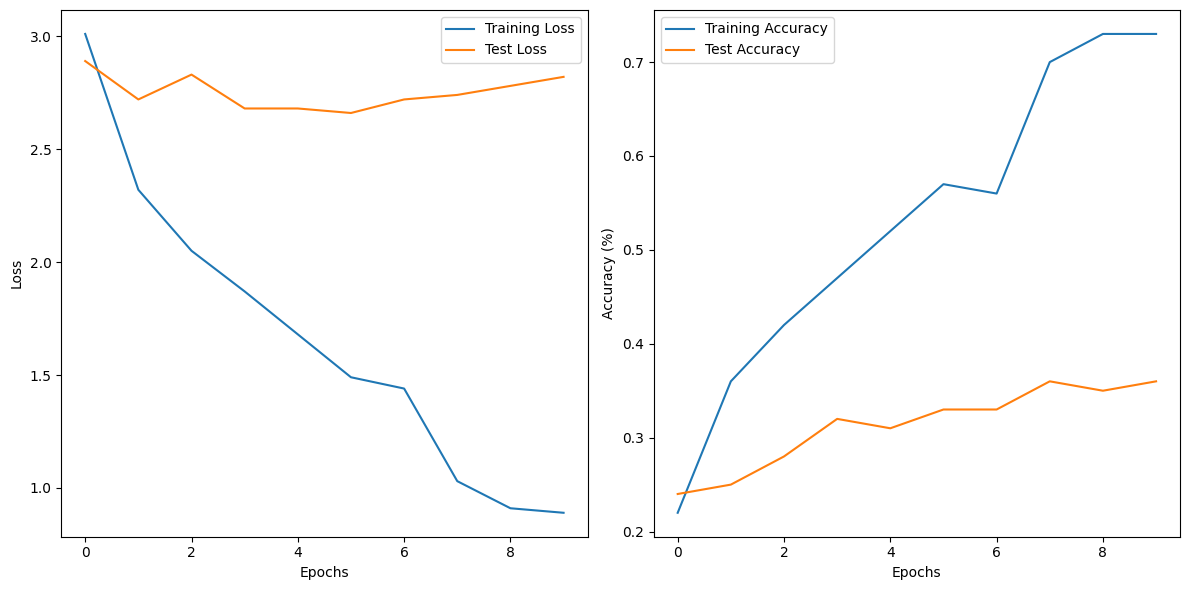 Training Loss
Test Loss
3.0
2.5
2.0
1.5
1.0
Loss
0 2 4 6 8
Epochs
Training Accuracy
Test Accuracy
0.7
0.6
0.5
0.4
0.3
0.2
Accuracy (%)
0 2 4 6 8
Epochs